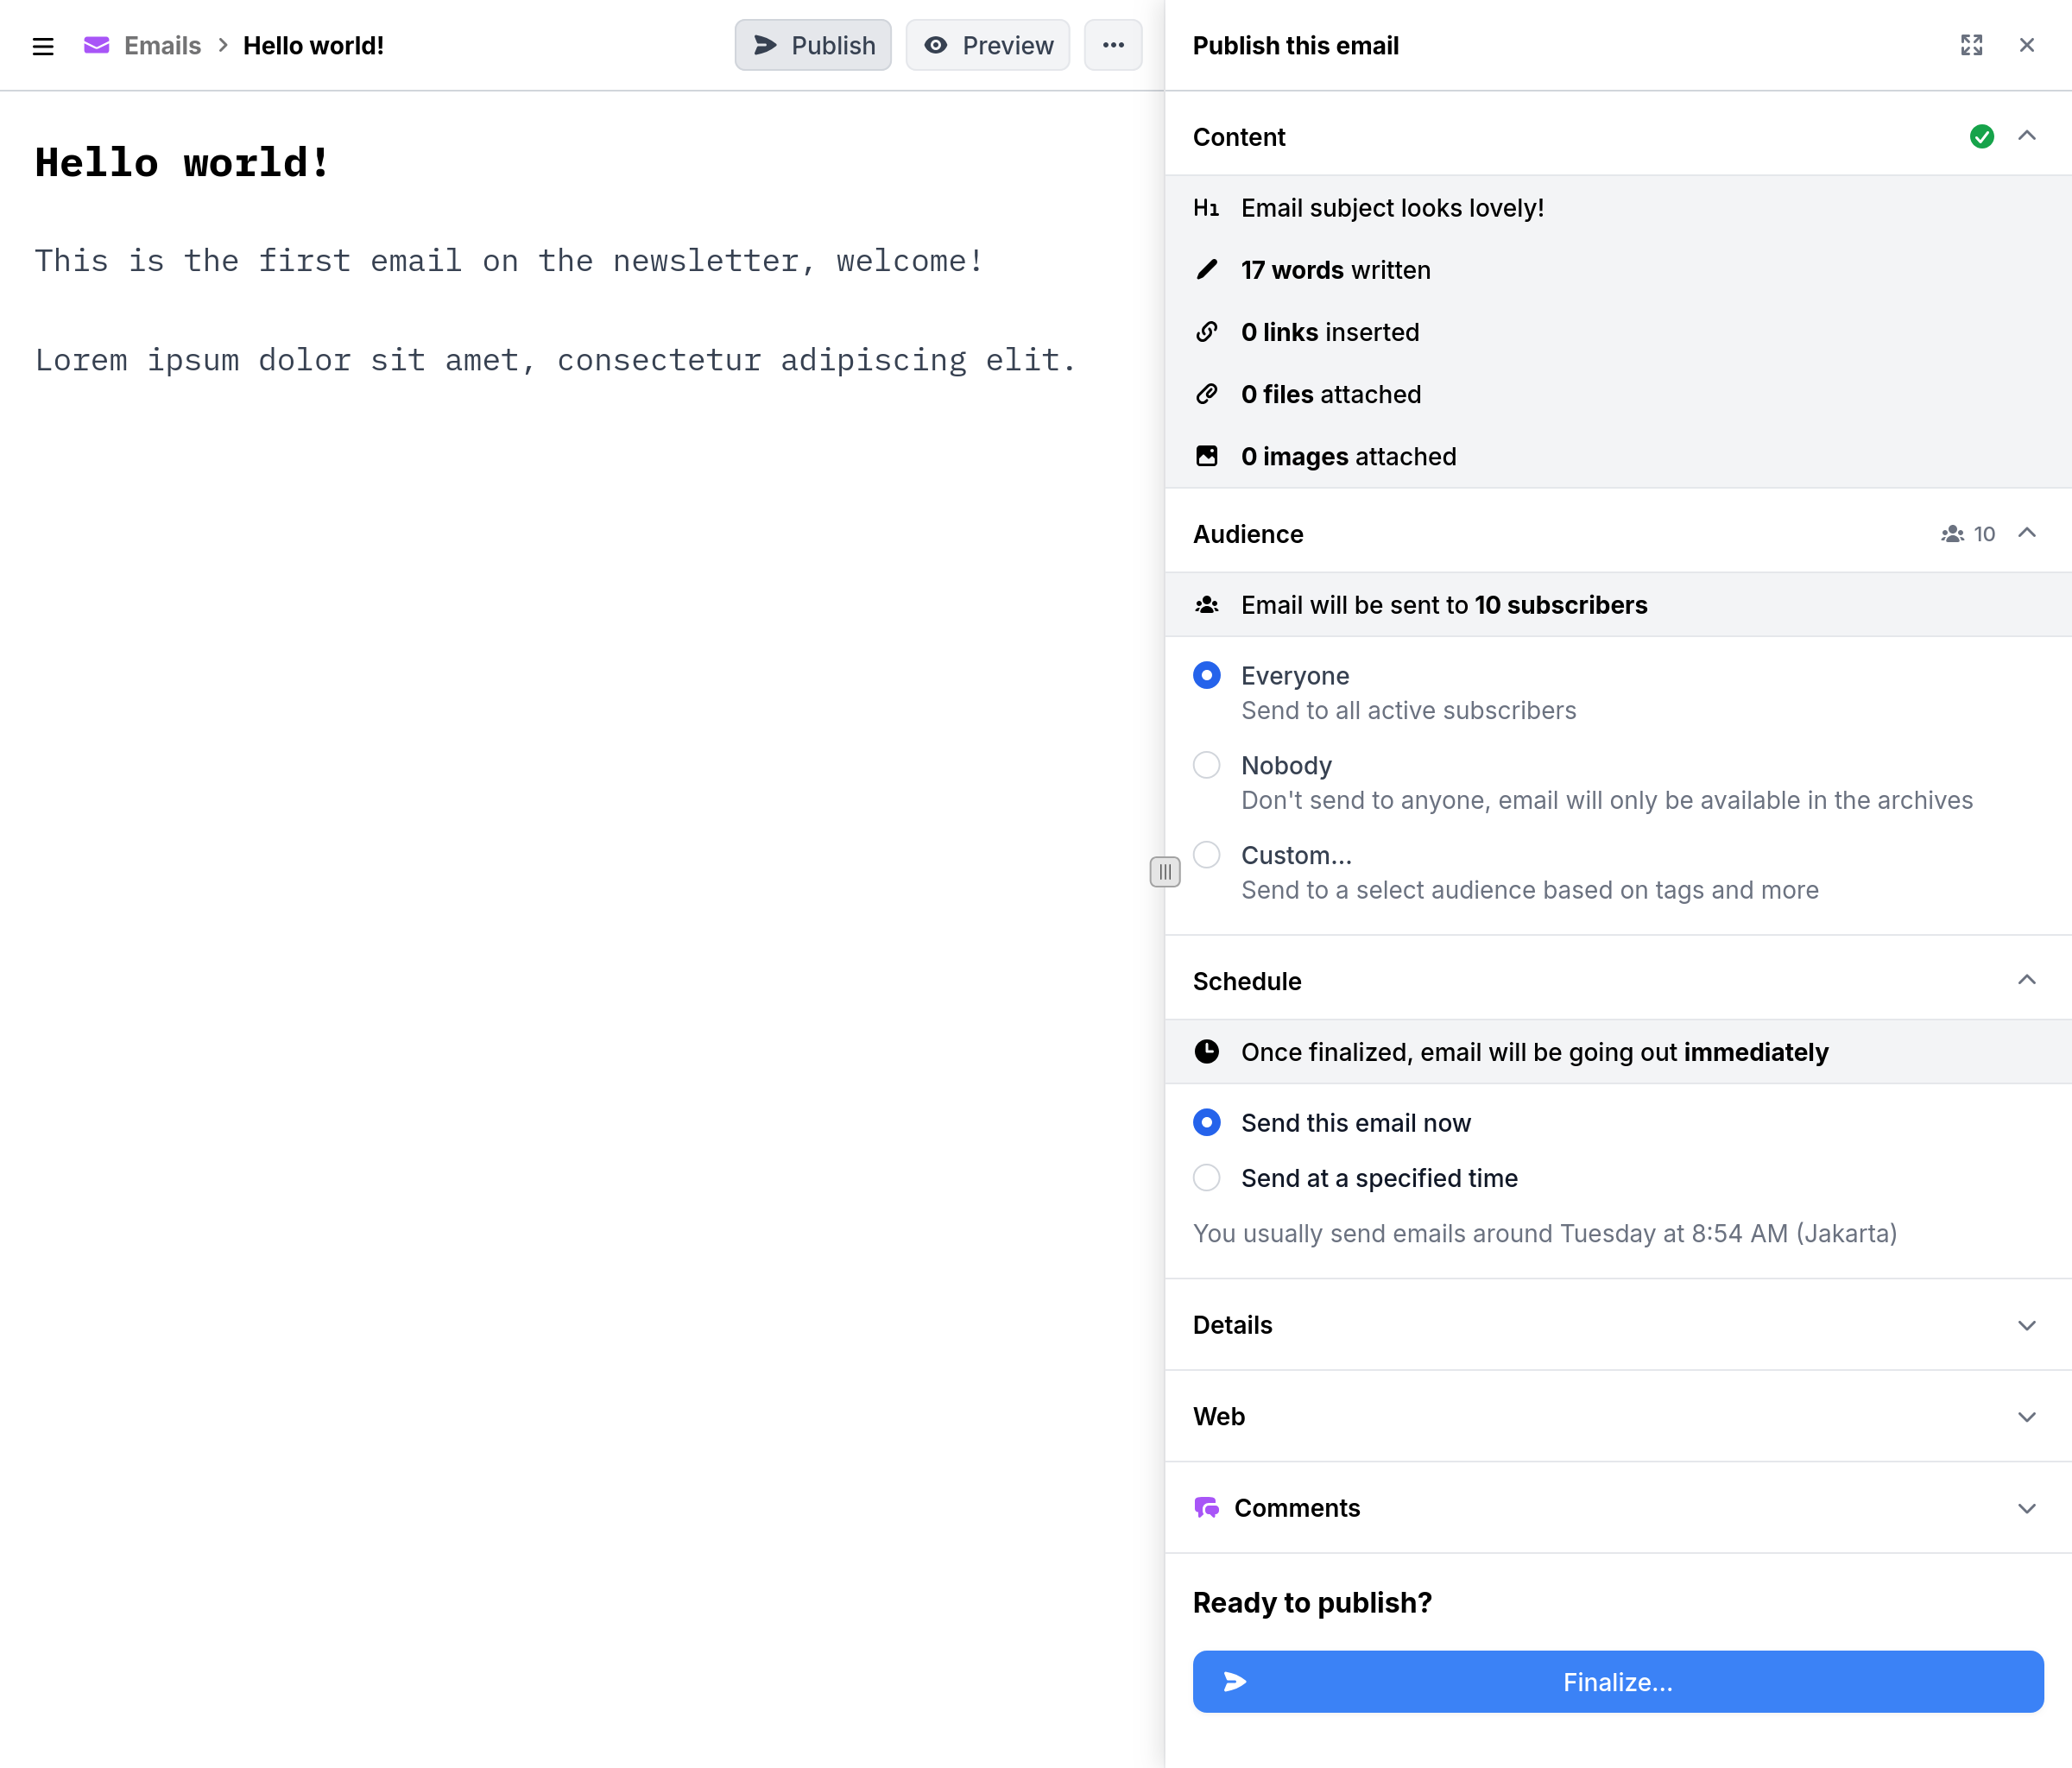 Emails > Hello world!
Publish
Preview
Hello world!
This is the first email on the newsletter, welcome!
Lorem ipsum dolor sit amet, consectetur adipiscing elit.
Publish this email
Content
H1 Email subject looks lovely!
17 words written
0 links inserted
0 files attached
0 images attached
Audience
10
Email will be sent to 10 subscribers
Everyone
Send to all active subscribers
Nobody
Don't send to anyone, email will only be available in the archives
Custom...
Send to a select audience based on tags and more
Schedule
Once finalized, email will be going out immediately
Send this email now
Send at a specified time
You usually send emails around Tuesday at 8:54 AM (Jakarta)
Details
Web
Comments
Ready to publish?
Finalize...